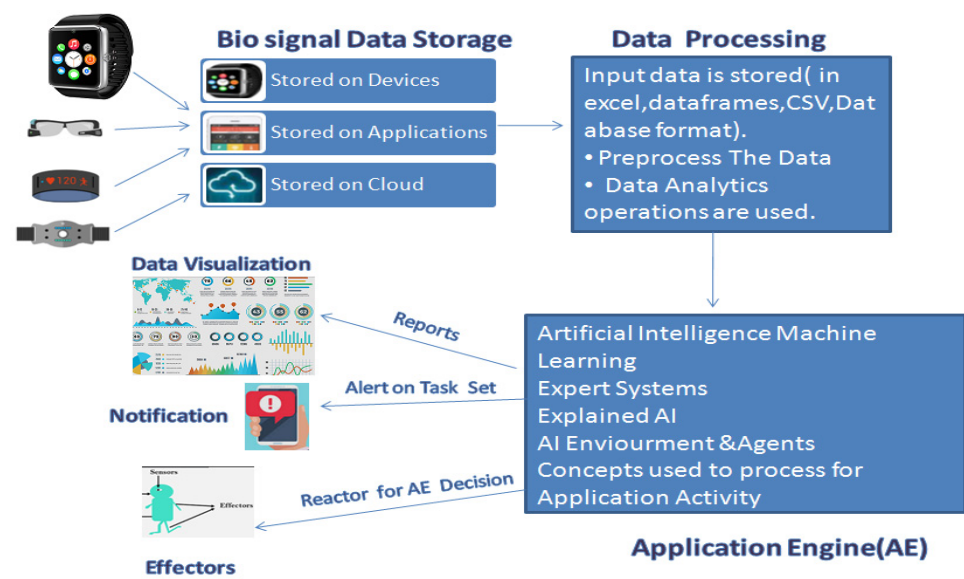 Bio signal Data Storage
Stored on Devices
Stored on Applications
Stored on Cloud
120
Data Processing
Input data is stored( in
excel,dataframes,CSV,Dat
abase format).
• Preprocess The Data
• Data Analytics
operations are used.
Data Visualization
Reports
Alert on Task Set
Notification
Reactor for AE Decision
Sensors
Effectors
Effectors
Artificial Intelligence Machine
Learning
Expert Systems
Explained AI
AI Enviourment &Agents
Concepts used to process for
Application Activity
Application Engine(AE)